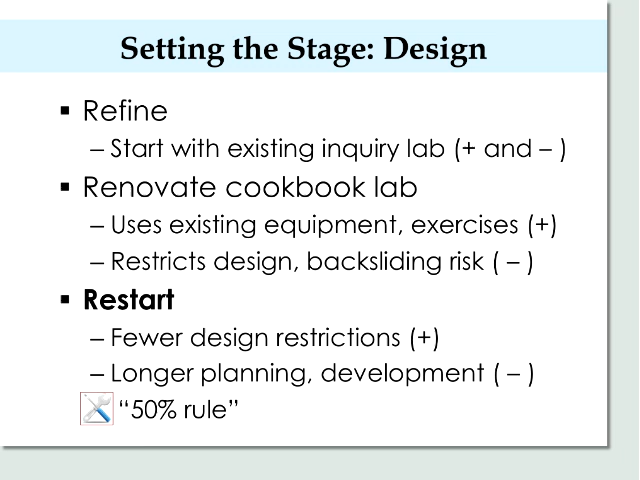 Setting the Stage: Design
▪ Refine
– Start with existing inquiry lab (+ and – )
▪ Renovate cookbook lab
– Uses existing equipment, exercises (+)
– Restricts design, backsliding risk ( – )
▪ Restart
– Fewer design restrictions (+)
– Longer planning, development ( – )
“50% rule”